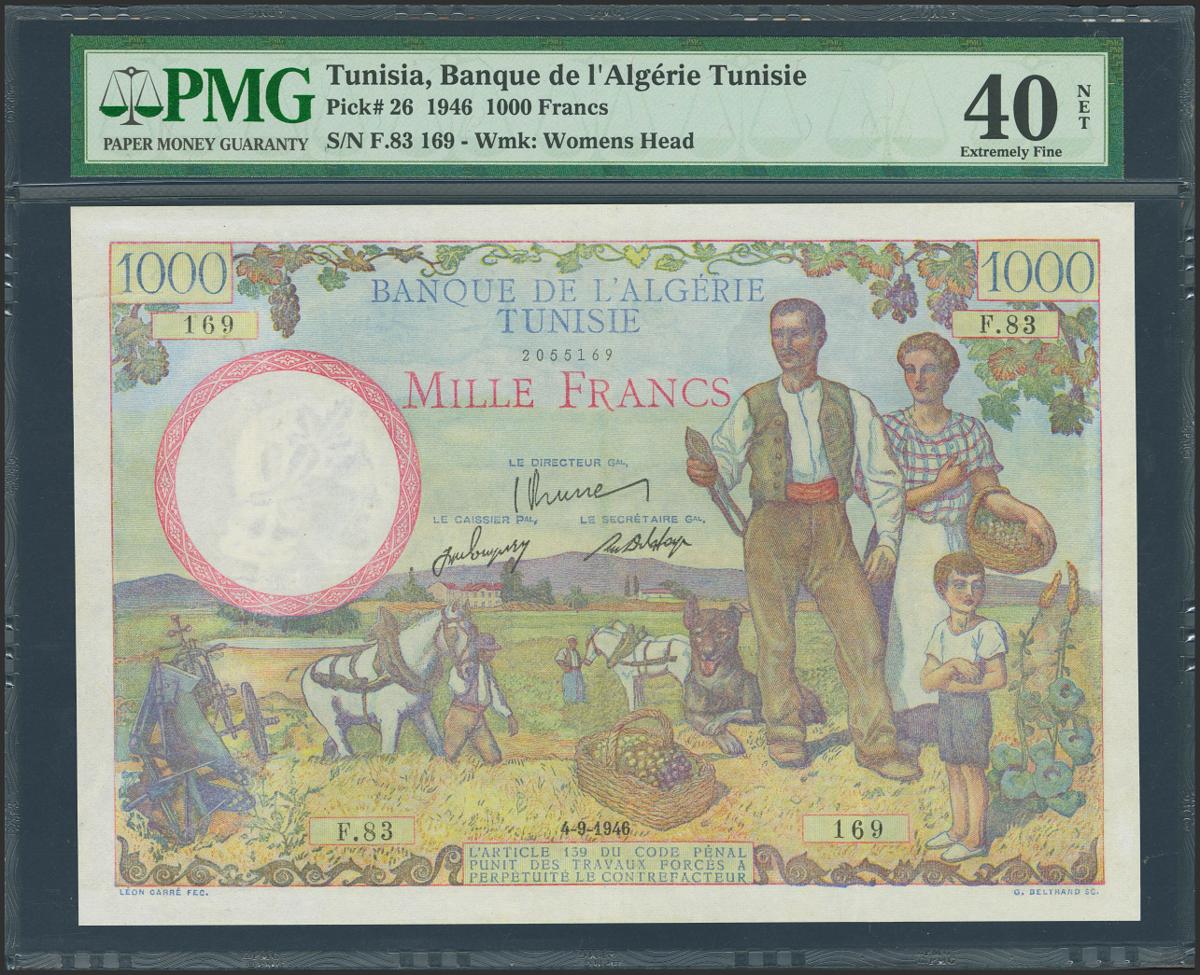 PMG
PAPER MONEY GUARANTY
Tunisia, Banque de l'Algérie Tunisie
Pick# 26 1946 1000 Francs
S/N F.83 169 - Wmk: Womens Head
40
NET
Extremely Fine
1000
1000
BANQUE DE L'ALGÉRIE
TUNISIE
169
F.83
2055169
MILLE FRANCS
LE DIRECTEUR GAL,
LE CAISSIER PAL,
LE SECRÉTAIRE GAL,
F.83
4-9-1946
169
L'ARTICLE 139 DU CODE PÉNAL
PUNIT DES TRAVAUX FORCÉS À
PERPÉTUITÉ LE CONTREFACTEUR
LÉON CARRÉ FEC.
G. BELTRAND SC.